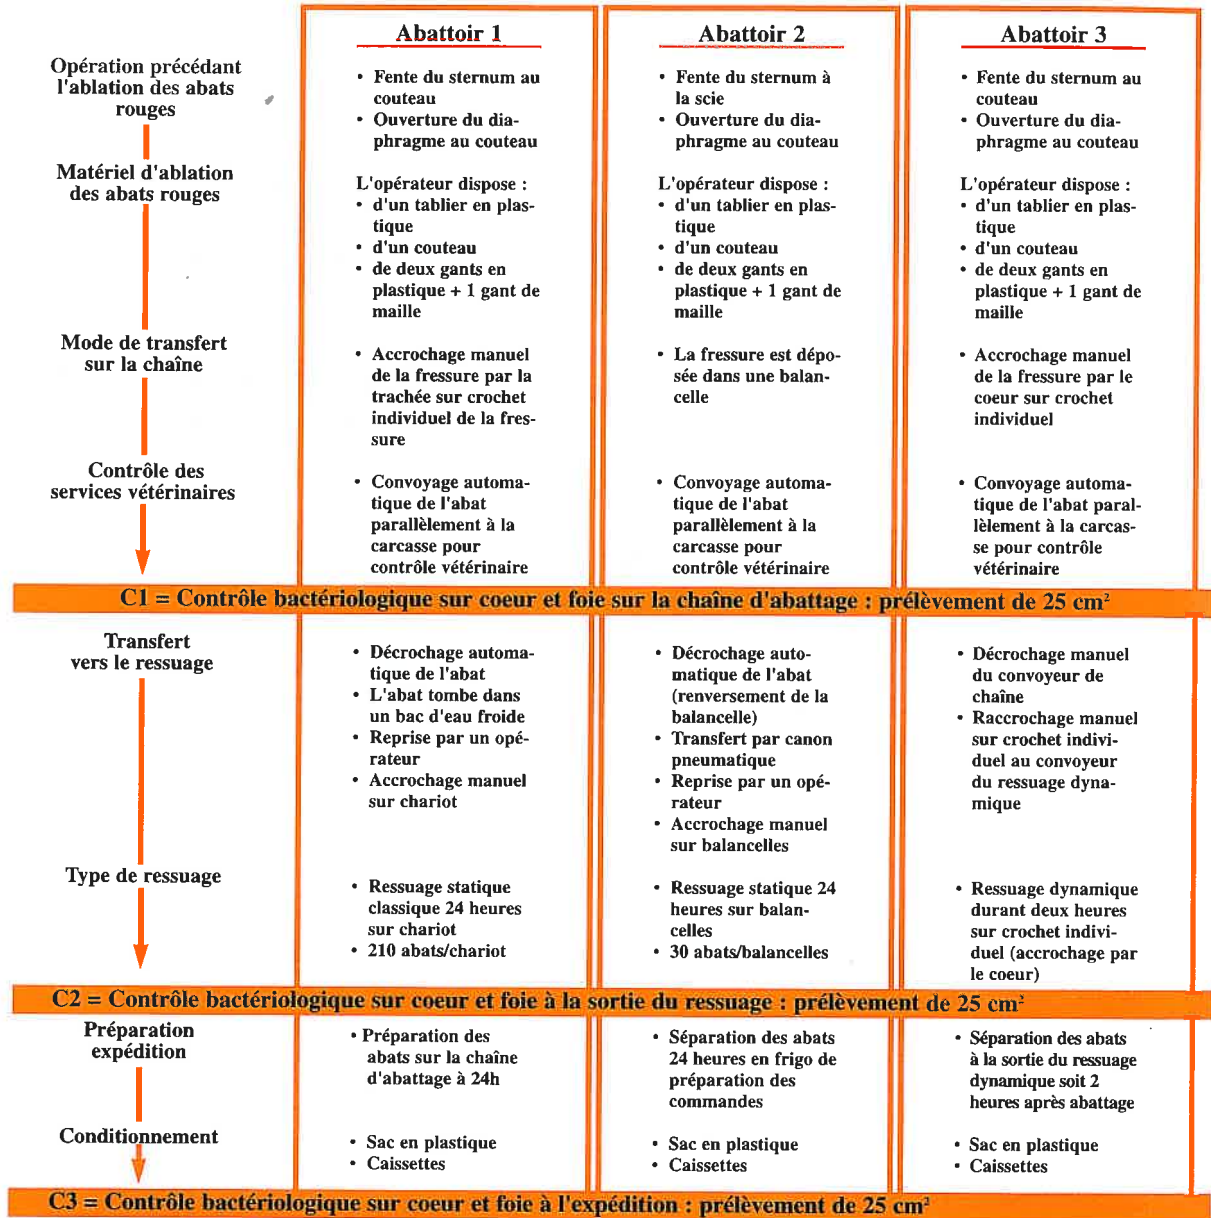 Abattoir 1
Abattoir 2
Abattoir 3
Opération précédant
l'ablation des abats
rouges
• Fente du sternum au
couteau
• Ouverture du dia-
phragme au couteau
• Fente du sternum à
la scie
• Ouverture du dia-
phragme au couteau
• Fente du sternum au
couteau
• Ouverture du dia-
phragme au couteau
Matériel d'ablation
des abats rouges
L'opérateur dispose :
• d'un tablier en plas-
tique
• d'un couteau
• de deux gants en
plastique + 1 gant de
maille
L'opérateur dispose :
• d'un tablier en plas-
tique
• d'un couteau
• de deux gants en
plastique + 1 gant de
maille
L'opérateur dispose :
• d'un tablier en plas-
tique
• d'un couteau
• de deux gants en
plastique + 1 gant de
maille
Mode de transfert
sur la chaîne
• Accrochage manuel
de la fressure par la
trachée sur crochet
individuel de la fres-
sure
• La fressure est dépo-
sée dans une balan-
celle
• Accrochage manuel
de la fressure par le
coeur sur crochet
individuel
Contrôle des
services vétérinaires
• Convoyage automa-
tique de l'abat
parallèlement à la
carcasse pour
contrôle vétérinaire
• Convoyage automa-
tique de l'abat
parallèlement à la
carcasse pour
contrôle vétérinaire
• Convoyage automa-
tique de l'abat paral-
lèlement à la carcas-
se pour contrôle
vétérinaire
C1 = Contrôle bactériologique sur coeur et foie sur la chaîne d'abattage : prélèvement de 25 cm²
Transfert
vers le ressuage
• Décrochage automa-
tique de l'abat
• L'abat tombe dans
un bac d'eau froide
• Reprise par un opé-
rateur
• Accrochage manuel
sur chariot
• Décrochage auto-
matique de l'abat
(renversement de la
balancelle)
• Transfert par canon
pneumatique
• Reprise par un opé-
rateur
• Accrochage manuel
sur balancelles
• Décrochage manuel
du convoyeur de
chaîne
• Raccrochage manuel
sur crochet indivi-
duel au convoyeur
du ressuage dyna-
mique
Type de ressuage
• Ressuage statique
classique 24 heures
sur chariot
• 210 abats/chariot
• Ressuage statique 24
heures sur balan-
celles
• 30 abats/balancelles
• Ressuage dynamique
durant deux heures
sur crochet indivi-
duel (accrochage par
le coeur)
C2 = Contrôle bactériologique sur coeur et foie à la sortie du ressuage : prélèvement de 25 cm²
Préparation
expédition
• Préparation des
abats sur la chaîne
d'abattage à 24h
• Séparation des abats
24 heures en frigo de
préparation des
commandes
• Séparation des abats
à la sortie du ressuage
dynamique soit 2
heures après abattage
Conditionnement
• Sac en plastique
• Caissettes
• Sac en plastique
• Caissettes
• Sac en plastique
• Caissettes
C3 = Contrôle bactériologique sur coeur et foie à l'expédition : prélèvement de 25 cm²